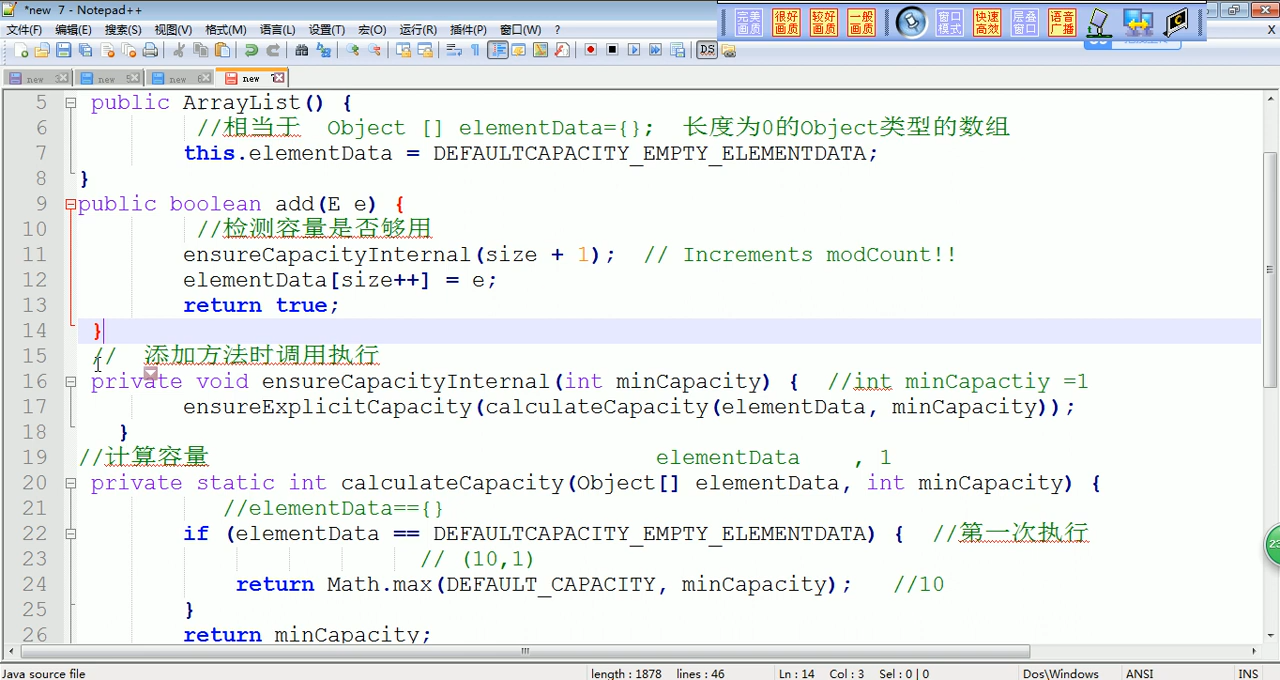 *new 7 - Notepad++
完美画质 很好画质 较好画质 一般画质 窗口模式 快速高效 层叠窗口 语音广播
文件(F) 编辑(E) 搜索(S) 视图(V) 格式(M) 语言(L) 设置(T) 宏(O) 运行(R) 插件(P) 窗口(W) ? X
new 3 new 5 new 6 new 7
5 public ArrayList() {
6 //相当于 Object [] elementData={}; 长度为0的Object类型的数组
7 this.elementData = DEFAULTCAPACITY_EMPTY_ELEMENTDATA;
8 }
9 public boolean add(E e) {
10 //检测容量是否够用
11 ensureCapacityInternal(size + 1); // Increments modCount!!
12 elementData[size++] = e;
13 return true;
14 }
15 // 添加方法时调用执行
16 private void ensureCapacityInternal(int minCapacity) { //int minCapactiy =1
17 ensureExplicitCapacity(calculateCapacity(elementData, minCapacity));
18 }
19 //计算容量 elementData , 1
20 private static int calculateCapacity(Object[] elementData, int minCapacity) {
21 //elementData=={}
22 if (elementData == DEFAULTCAPACITY_EMPTY_ELEMENTDATA) { //第一次执行
23 // (10,1)
24 return Math.max(DEFAULT_CAPACITY, minCapacity); //10
25 }
26 return minCapacity;
Java source file length : 1878 lines : 46 Ln : 14 Col : 3 Sel : 0 | 0 Dos\Windows ANSI INS